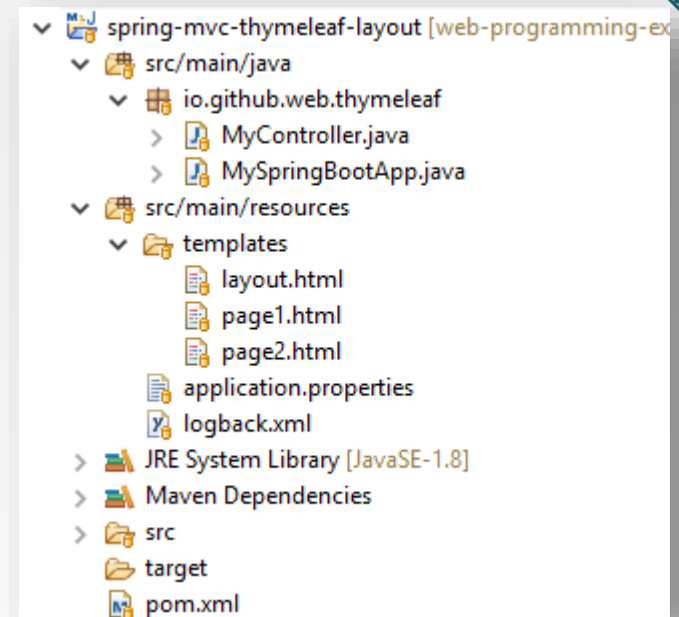 spring-mvc-thymeleaf-layout [web-programming-ex
src/main/java
io.github.web.thymeleaf
MyController.java
MySpringBootApp.java
src/main/resources
templates
layout.html
page1.html
page2.html
application.properties
logback.xml
JRE System Library [JavaSE-1.8]
Maven Dependencies
src
target
pom.xml